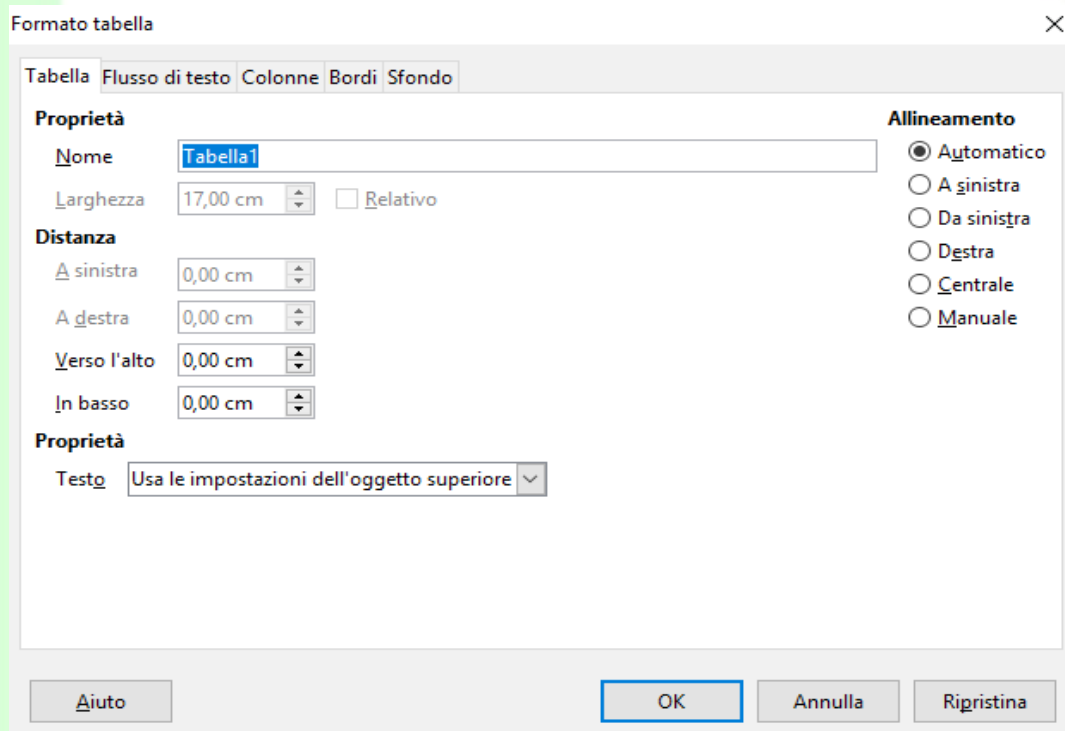 Formato tabella
Tabella Flusso di testo Colonne Bordi Sfondo
Proprietà
Nome Tabella1
Larghezza 17,00 cm Relativo
Distanza
A sinistra 0,00 cm
A destra 0,00 cm
Verso l'alto 0,00 cm
In basso 0,00 cm
Proprietà
Testo Usa le impostazioni dell'oggetto superiore
Allineamento
Automatico
A sinistra
Da sinistra
Destra
Centrale
Manuale
Aiuto OK Annulla Ripristina